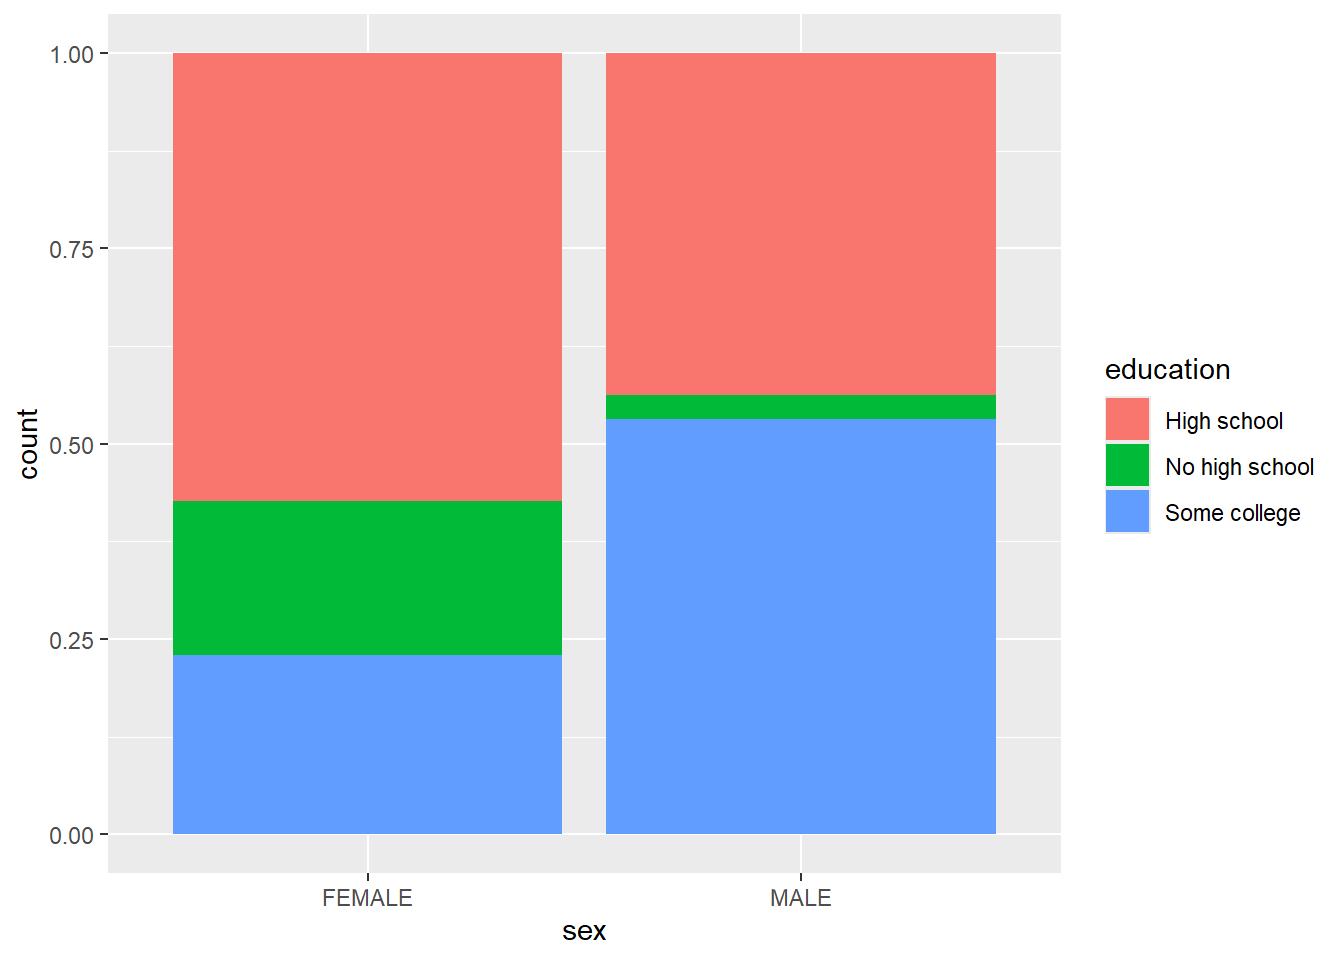 1.00
0.75
0.50
0.25
0.00
count
FEMALE
MALE
sex
education
High school
No high school
Some college